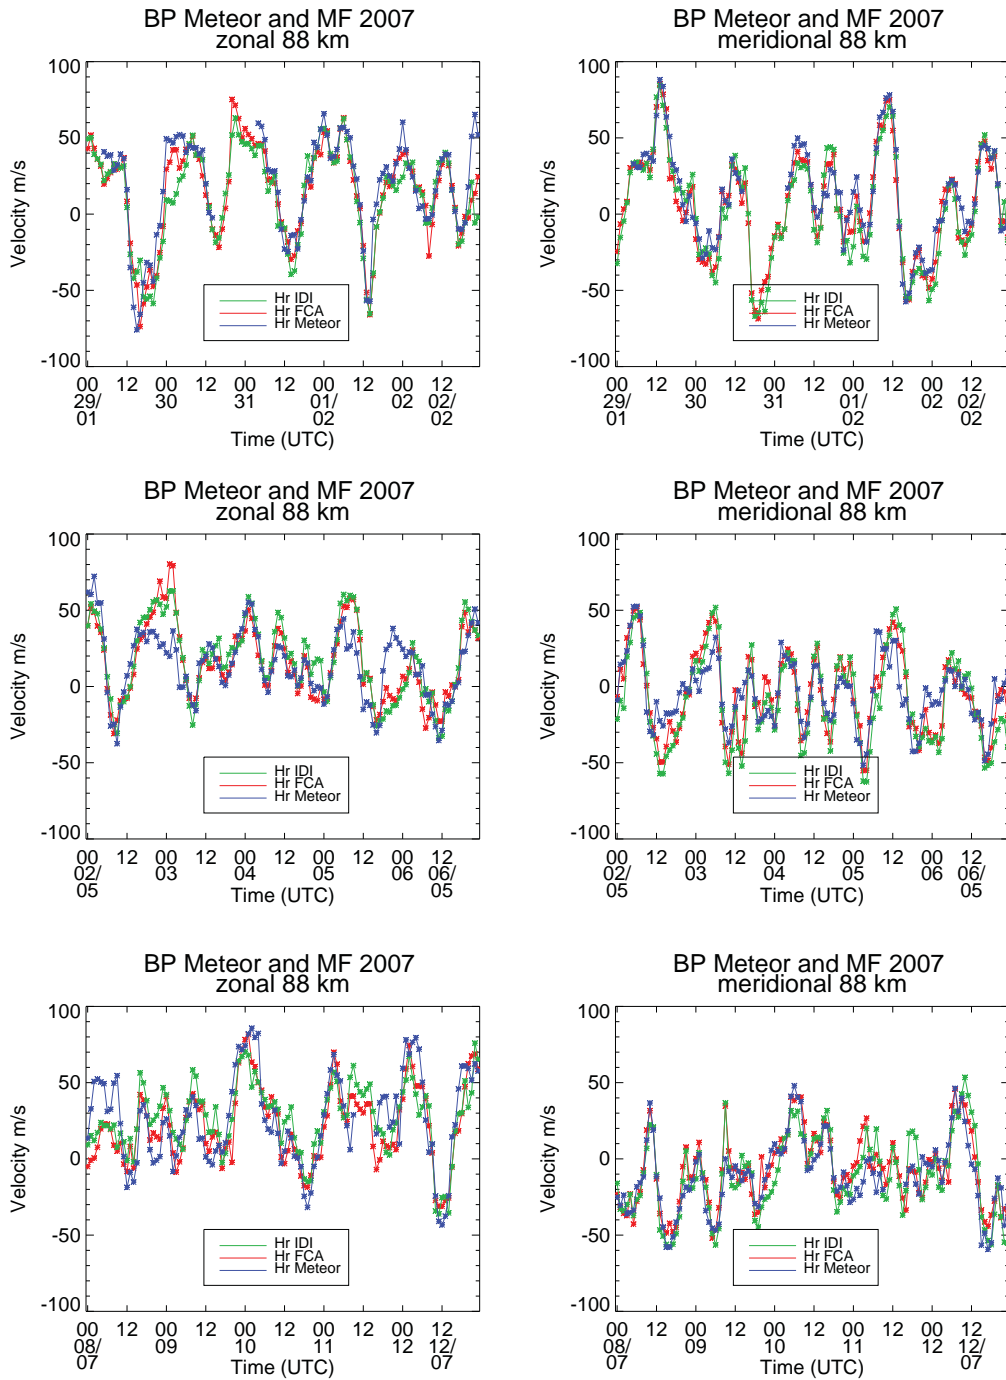 BP Meteor and MF 2007
zonal 88 km
100
50
0
-50
-100
Velocity m/s
Hr IDI
Hr FCA
Hr Meteor
00 12 00 12 00 12 00 12 00 12
29/ 30 31 01/ 02 02/02
01 02
Time (UTC)
BP Meteor and MF 2007
meridional 88 km
100
50
0
-50
-100
Velocity m/s
Hr IDI
Hr FCA
Hr Meteor
00 12 00 12 00 12 00 12 00 12
29/ 30 31 01/ 02 02/02
01 02
Time (UTC)
BP Meteor and MF 2007
zonal 88 km
100
50
0
-50
-100
Velocity m/s
Hr IDI
Hr FCA
Hr Meteor
00 12 00 12 00 12 00 12 00 12
02/ 03 04 05 06 06/05
05
Time (UTC)
BP Meteor and MF 2007
meridional 88 km
100
50
0
-50
-100
Velocity m/s
Hr IDI
Hr FCA
Hr Meteor
00 12 00 12 00 12 00 12 00 12
02/ 03 04 05 06 06/05
05
Time (UTC)
BP Meteor and MF 2007
zonal 88 km
100
50
0
-50
-100
Velocity m/s
Hr IDI
Hr FCA
Hr Meteor
00 12 00 12 00 12 00 12 00 12
08/ 09 10 11 12 12/07
07
Time (UTC)
BP Meteor and MF 2007
meridional 88 km
100
50
0
-50
-100
Velocity m/s
Hr IDI
Hr FCA
Hr Meteor
00 12 00 12 00 12 00 12 00 12
08/ 09 10 11 12 12/07
07
Time (UTC)